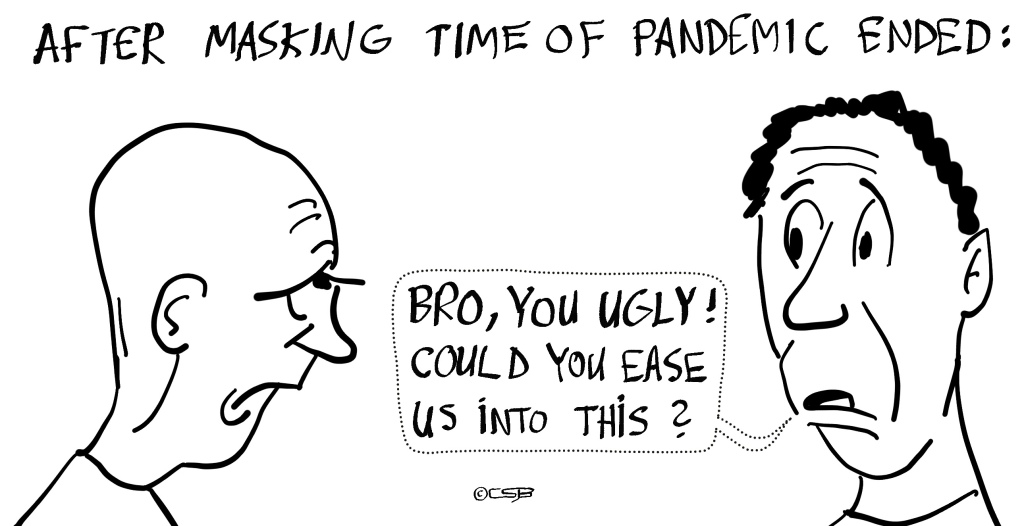 AFTER MASKING TIME OF PANDEMIC ENDED:
BRO, YOU UGLY!
COULD YOU EASE
US INTO THIS?
©CSB